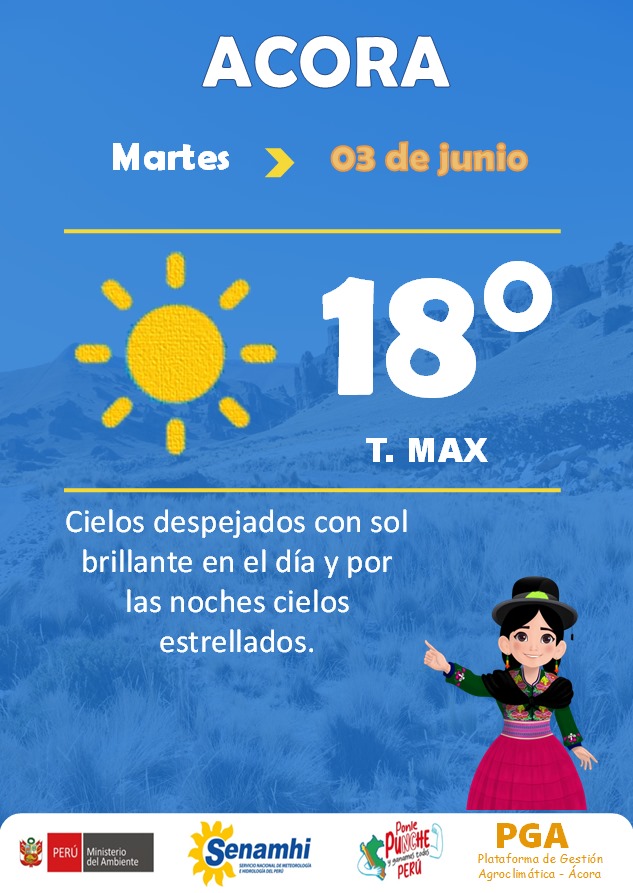 ACORA
Martes
03 de junio
18°
T. MAX
Cielos despejados con sol
brillante en el día y por
las noches cielos
estrellados.
PERÚ
Ministerio
del Ambiente
Senamhi
SERVICIO NACIONAL DE METEOROLOGÍA
E HIDROLOGÍA DEL PERÚ
Ponle
PUNCHE
y ganamos todos
PERÚ
PGA
Plataforma de Gestión
Agroclimática - Ácora